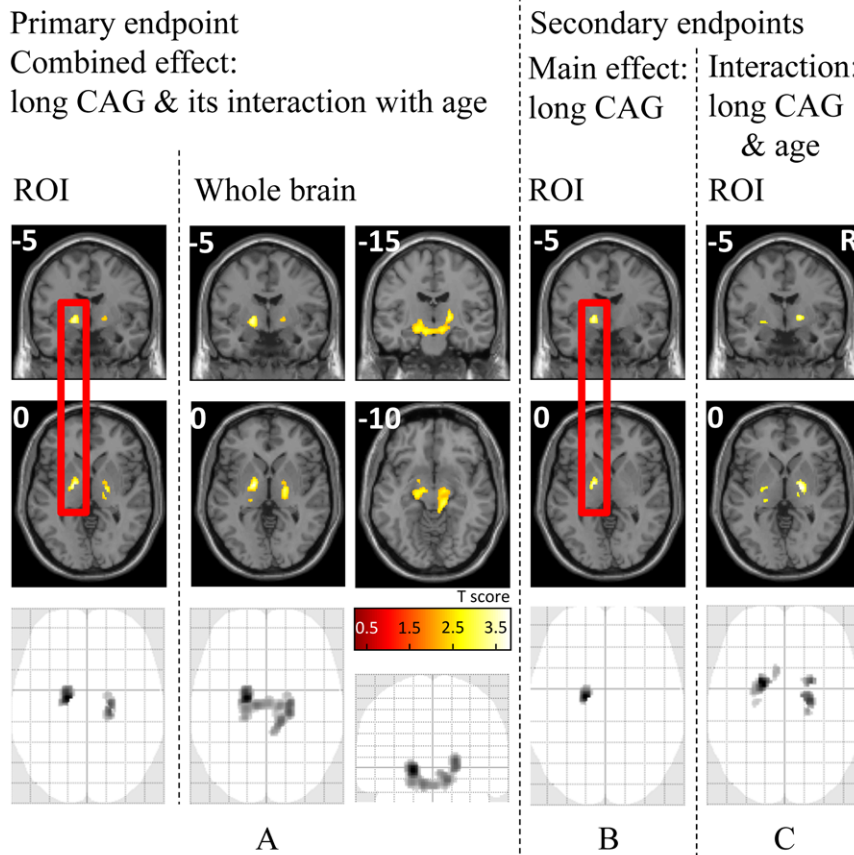 Primary endpoint
Combined effect:
long CAG & its interaction with age
Secondary endpoints
Main effect:
long CAG
Interaction:
long CAG
& age
ROI
Whole brain
ROI
ROI
-5
-5
-15
-5
-5
R
0
0
-10
0
0
T score
0.5 1.5 2.5 3.5
A
B
C